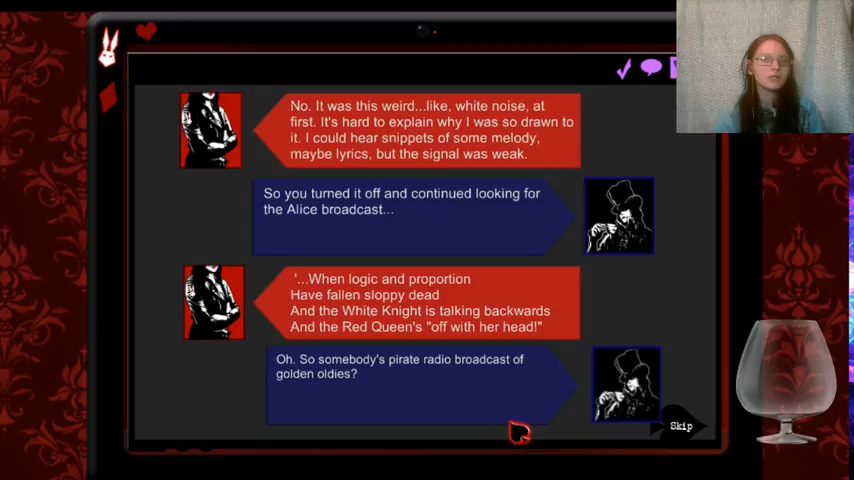 No. It was this weird...like, white noise, at
first. It's hard to explain why I was so drawn to
it. I could hear snippets of some melody,
maybe lyrics, but the signal was weak.
So you turned it off and continued looking for
the Alice broadcast...
'...When logic and proportion
Have fallen sloppy dead
And the White Knight is talking backwards
And the Red Queen's "off with her head!"
Oh. So somebody's pirate radio broadcast of
golden oldies?
Skip